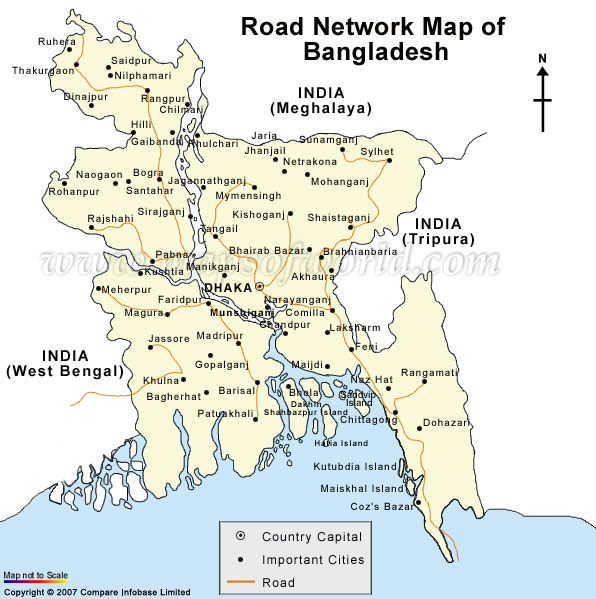 Road Network Map of
Bangladesh
N
INDIA
(Meghalaya)
Ruhera
Saidpur
Thakurgaon
Nilphamari
Dinajpur
Rangpur
Chilmari
Hilli
Gaibanda
Phulchari
Jaria
Sunamganj
Jhanjail
Sylhet
Netrakona
Naogaon
Bogra
Jagannathganj
Mohanganj
Rohanpur
Santahar
Mymensingh
Rajshahi
Sirajganj
Kishoganj
Shaistaganj
Tangail
INDIA
(Tripura)
Pabna
Bhairab Bazar
Brahnianbaria
www.mapsofworld.com
Kushtia
Manikganj
Akhaura
Meherpur
DHAKA
Faridpur
Narayanganj
Magura
Munshiganj
Comilla
Chandpur
Laksharm
Jassore
Madripur
INDIA
(West Bengal)
Gopalganj
Feni
Maijdi
Khulna
Barisal
Naz Hat
Rangamati
Bagherhat
Bhola
Sandvip
Island
Dakhin
Shahbazpur Island
Patuakhali
Chittagong
Dohazari
Hatia Island
Kutubdia Island
Maiskhal Island
Coz's Bazar
Country Capital
Important Cities
Road
Map not to Scale
Copyright © 2007 Compare Infobase Limited